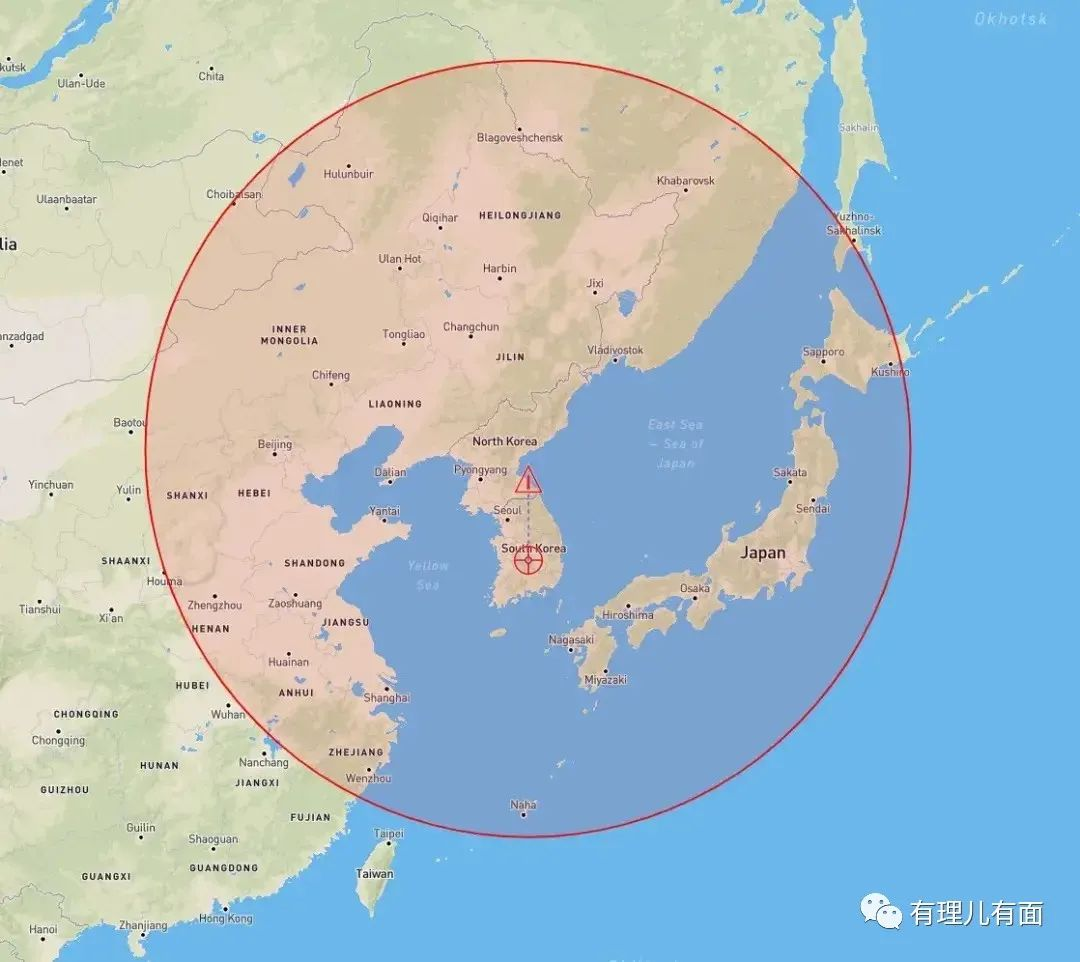 Okhotsk
kutsk
Ulan-Ude
Chita
Sakhalin
Blagoveshchensk
Hulunbuir
Khabarovsk
Choibalsan
Ulaanbaatar
Qiqihar
HEILONGJIANG
Yuzhno-
Sakhalinsk
lia
Ulan Hot
Harbin
Jixi
INNER
MONGOLIA
Tongliao
Changchun
JILIN
Vladivostok
Sapporo
Kushiro
anzadgad
Chifeng
LIAONING
Baotou
Beijing
North Korea
East Sea
– Sea of
Japan
Pyongyang
Dalian
Sakata
Yinchuan
Yulin
SHANXI
HEBEI
Yantai
Seoul
Sendai
South Korea
Japan
SHAANXI
SHANDONG
Yellow
Sea
Houma
Osaka
Tianshui
Xi'an
Zhengzhou
Zaoshuang
Hiroshima
HENAN
JIANGSU
Nagasaki
Huainan
Miyazaki
HUBEI
ANHUI
Shanghai
CHONGQING
Wuhan
Chongqing
ZHEJIANG
HUNAN
Nanchang
JIANGXI
Wenzhou
GUIZHOU
Naha
FUJIAN
Guilin
Shaoguan
Taipei
GUANGXI
GUANGDONG
Taiwan
Hong Kong
Zhanjiang
Hanoi
有理儿有面